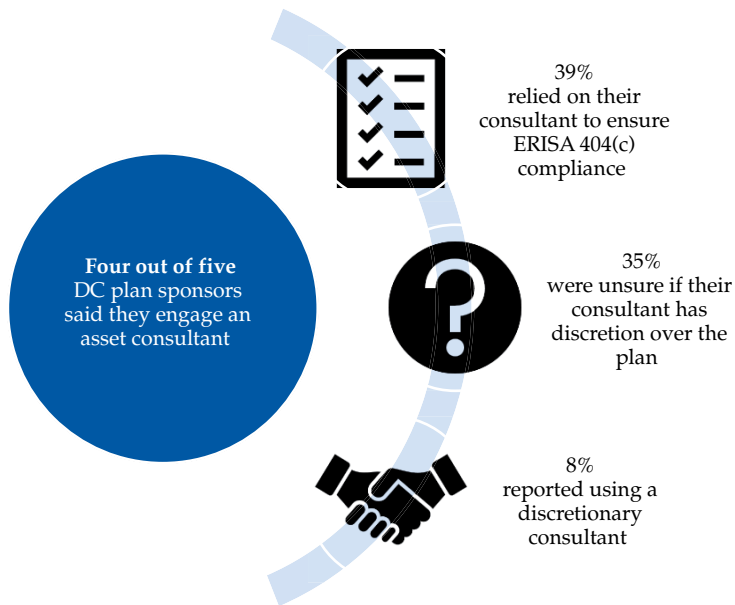 Four out of five
DC plan sponsors
said they engage an
asset consultant
39%
relied on their
consultant to ensure
ERISA 404(c)
compliance
35%
were unsure if their
consultant has
discretion over the
plan
8%
reported using a
discretionary
consultant